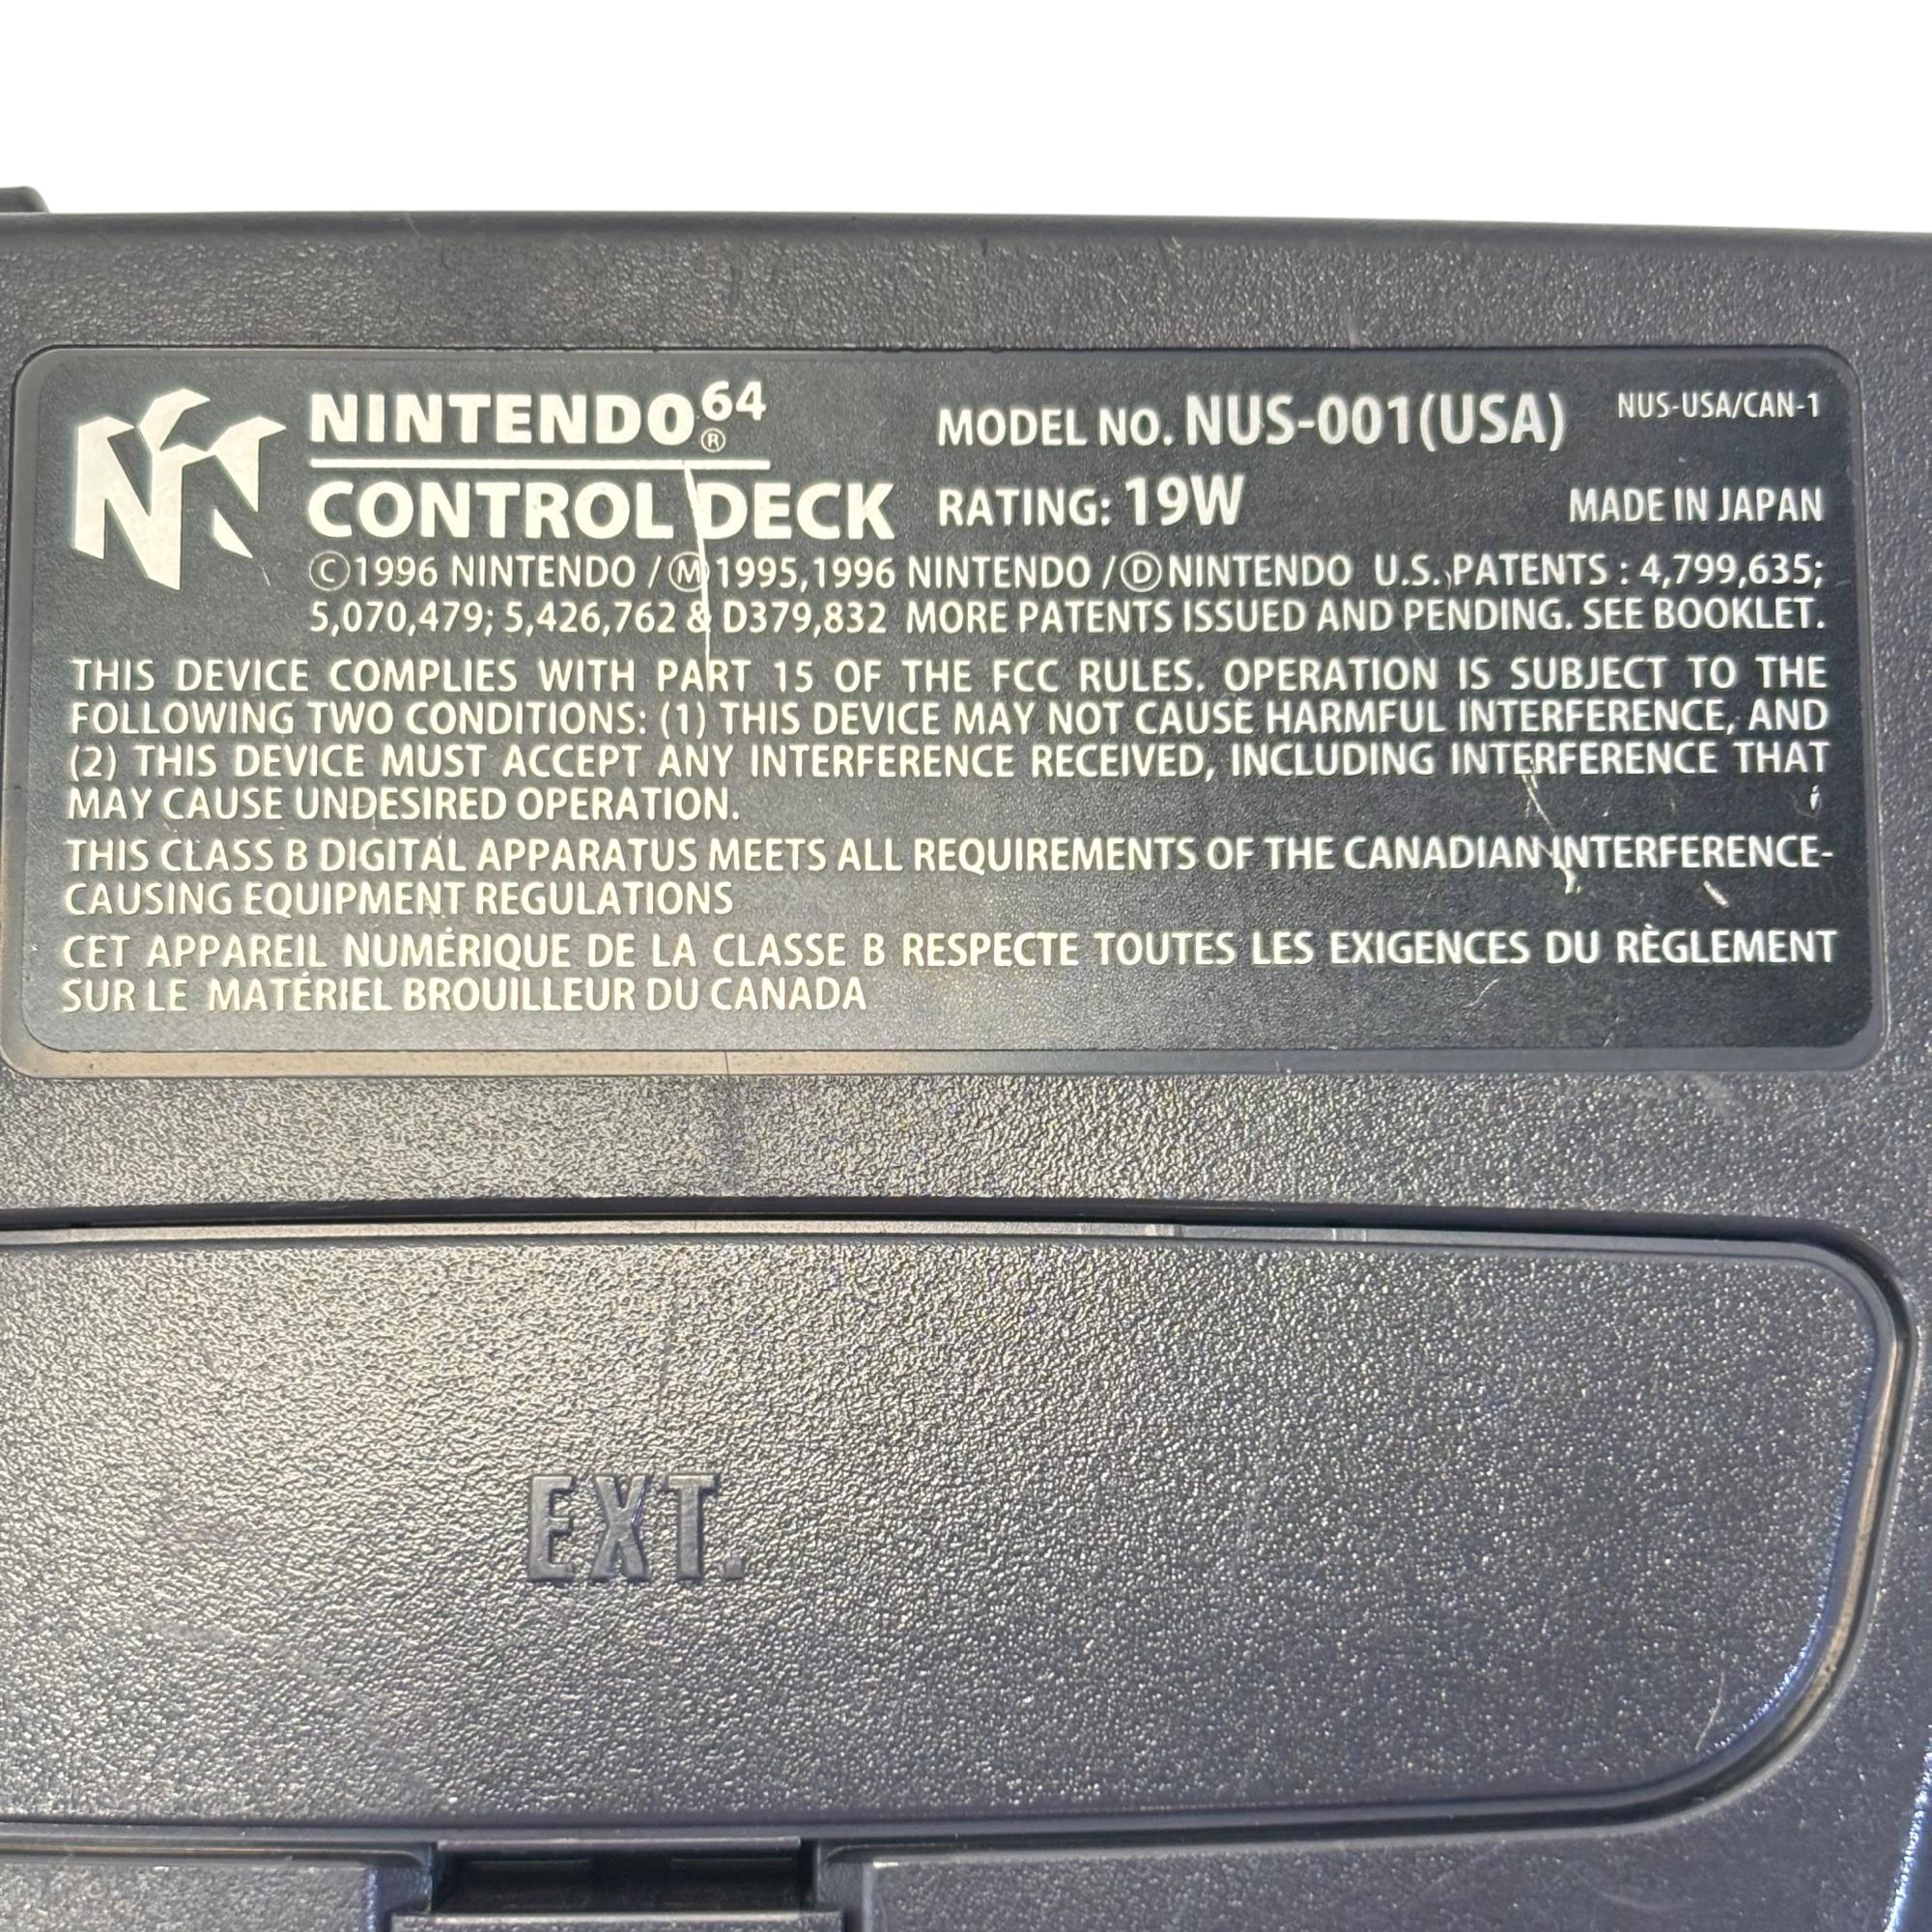 NINTENDO 64®
CONTROL DECK
MODEL NO. NUS-001(USA)
NUS-USA/CAN-1
RATING: 19W
MADE IN JAPAN
Ⓒ1996 NINTENDO /Ⓜ1995,1996 NINTENDO /ⒹNINTENDO U.S. PATENTS : 4,799,635;
5,070,479; 5,426,762 & D379,832 MORE PATENTS ISSUED AND PENDING. SEE BOOKLET.
THIS DEVICE COMPLIES WITH PART 15 OF THE FCC RULES. OPERATION IS SUBJECT TO THE
FOLLOWING TWO CONDITIONS: (1) THIS DEVICE MAY NOT CAUSE HARMFUL INTERFERENCE, AND
(2) THIS DEVICE MUST ACCEPT ANY INTERFERENCE RECEIVED, INCLUDING INTERFERENCE THAT
MAY CAUSE UNDESIRED OPERATION.
THIS CLASS B DIGITAL APPARATUS MEETS ALL REQUIREMENTS OF THE CANADIAN INTERFERENCE-
CAUSING EQUIPMENT REGULATIONS
CET APPAREIL NUMÉRIQUE DE LA CLASSE B RESPECTE TOUTES LES EXIGENCES DU RÈGLEMENT
SUR LE MATÉRIEL BROUILLEUR DU CANADA
EXT.